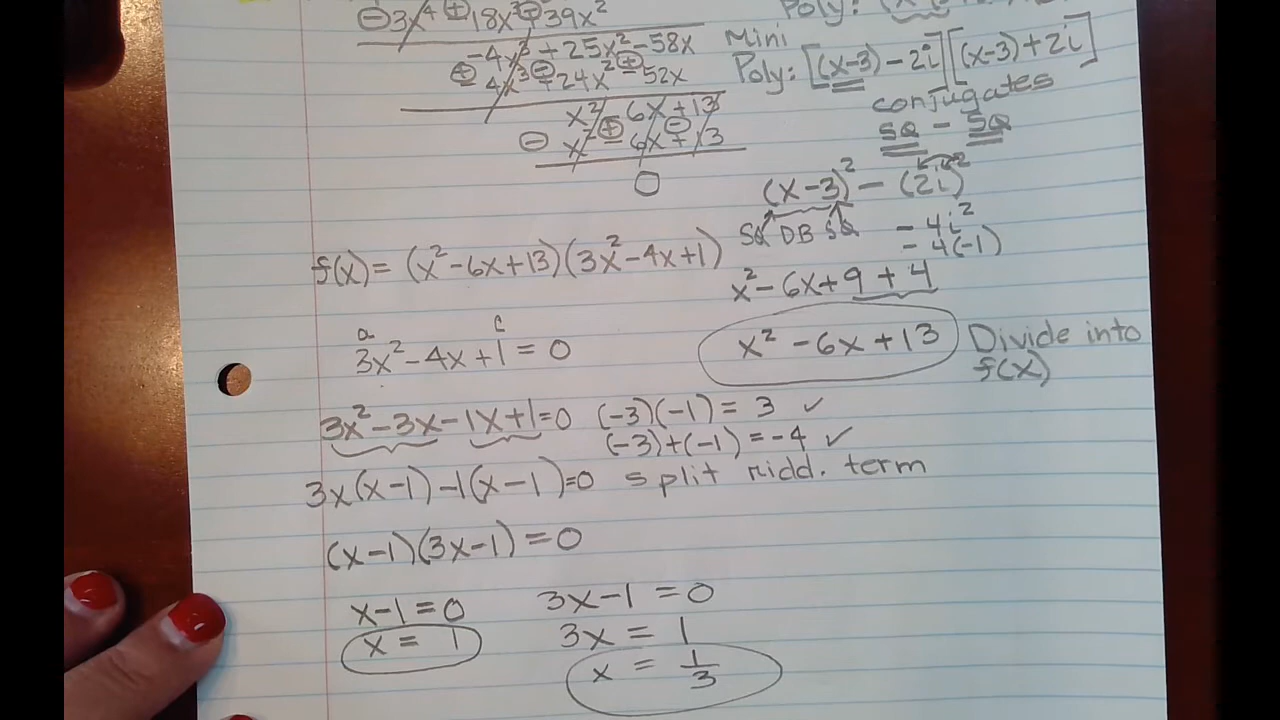 3x⁴ + 18x³ 39x²
-4x³ + 25x² - 58x
4x³ 24x² 52x
x² 6x + 13
x² 6x + 13
0
f(x) = (x² - 6x + 13)(3x² - 4x + 1)
a c
3x² - 4x + 1 = 0
3x² - 3x - 1x + 1 = 0 (-3)(-1) = 3 ✓
(-3) + (-1) = -4 ✓
3x(x - 1) - 1(x - 1) = 0 split midd. term
(x - 1)(3x - 1) = 0
x - 1 = 0 3x - 1 = 0
x = 1 3x = 1
x = 1/3
Poly: (x
Mini
Poly: [(x-3) - 2i][(x-3) + 2i]
conjugates
SQ - SQ
(x - 3)² - (2i)²
SQ DB SQ - 4i²
- 4(-1)
x² - 6x + 9 + 4
x² - 6x + 13 Divide into
f(x)